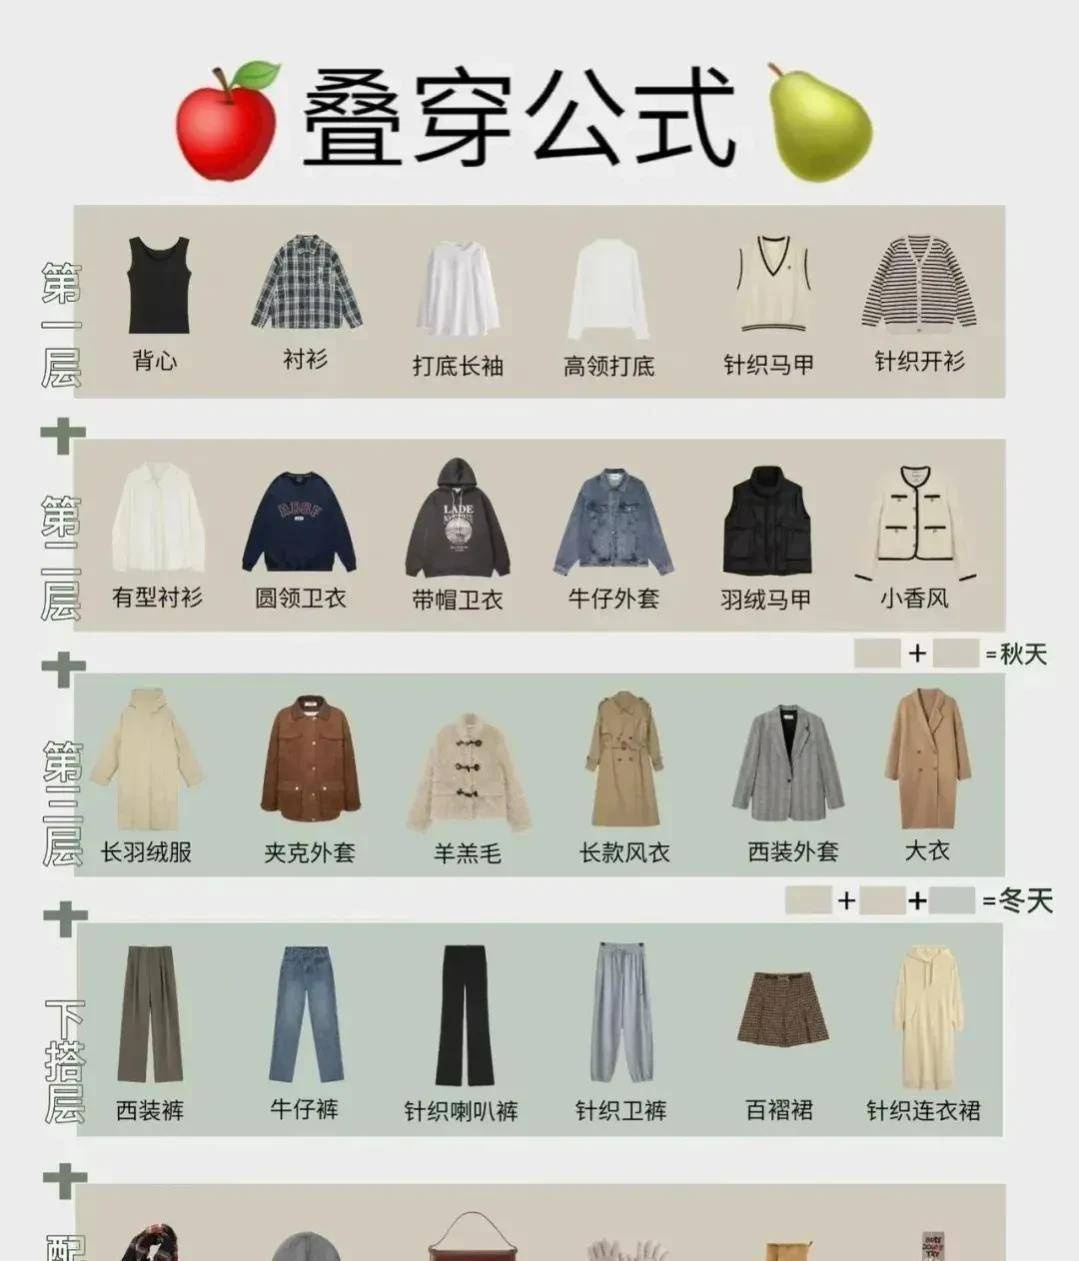 叠穿公式
第一层
背心 衬衫 打底长袖 高领打底 针织马甲 针织开衫
+
第二层
LADE
有型衬衫 圆领卫衣 带帽卫衣 牛仔外套 羽绒马甲 小香风
+ =秋天
+
第三层
长羽绒服 夹克外套 羊羔毛 长款风衣 西装外套 大衣
+ + =冬天
+
下搭层
西装裤 牛仔裤 针织喇叭裤 针织卫裤 百褶裙 针织连衣裙
+
配